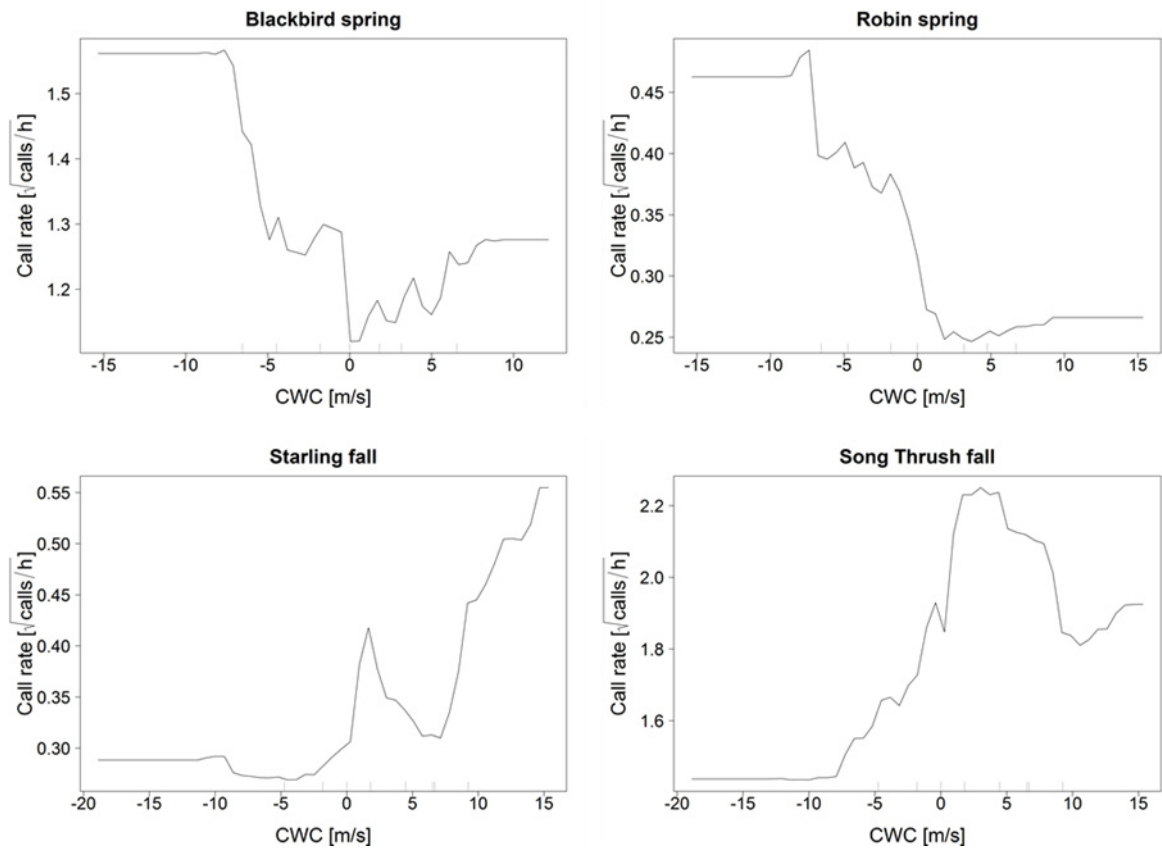 Blackbird spring
Call rate [√calls/h]
1.5
1.4
1.3
1.2
-15 -10 -5 0 5 10
CWC [m/s]
Robin spring
Call rate [√calls/h]
0.45
0.40
0.35
0.30
0.25
-15 -10 -5 0 5 10 15
CWC [m/s]
Starling fall
Call rate [√calls/h]
0.55
0.50
0.45
0.40
0.35
0.30
-20 -15 -10 -5 0 5 10 15
CWC [m/s]
Song Thrush fall
Call rate [√calls/h]
2.2
2.0
1.8
1.6
-20 -15 -10 -5 0 5 10 15
CWC [m/s]